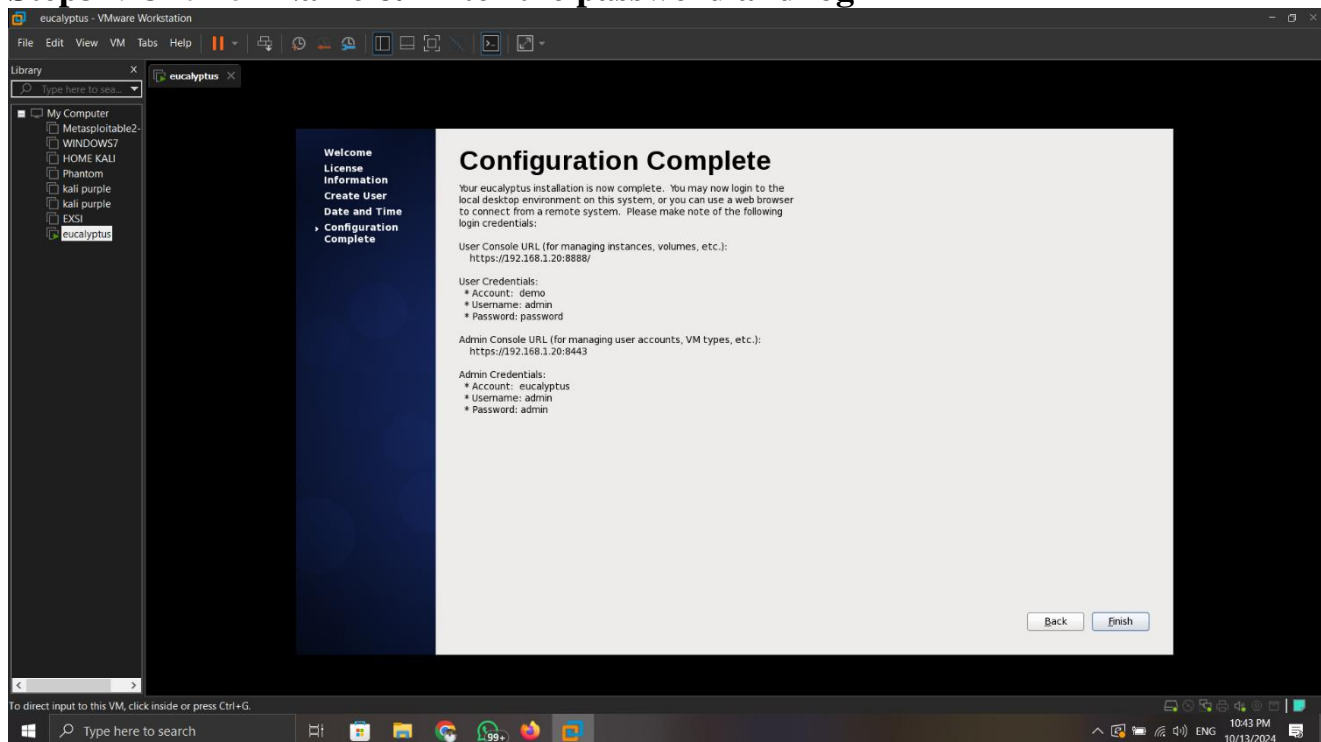 eucalyptus - VMware Workstation
File Edit View VM Tabs Help
Library X
eucalyptus X
Type here to sea...
My Computer
Metasploitable2-
WINDOWS7
HOME KALI
Phantom
kali purple
kali purple
EXSI
eucalyptus
Welcome
License
Information
Create User
Date and Time
Configuration
Complete
Configuration Complete
Your eucalyptus installation is now complete. You may now login to the
local desktop environment on this system, or you can use a web browser
to connect from a remote system. Please make note of the following
login credentials:
User Console URL (for managing instances, volumes, etc.):
https://192.168.1.20:8888/
User Credentials:
* Account: demo
* Username: admin
* Password: password
Admin Console URL (for managing user accounts, VM types, etc.):
https://192.168.1.20:8443
Admin Credentials:
* Account: eucalyptus
* Username: admin
* Password: admin
Back Finish
To direct input to this VM, click inside or press Ctrl+G.
Type here to search
99+
ENG
10:43 PM
10/13/2024